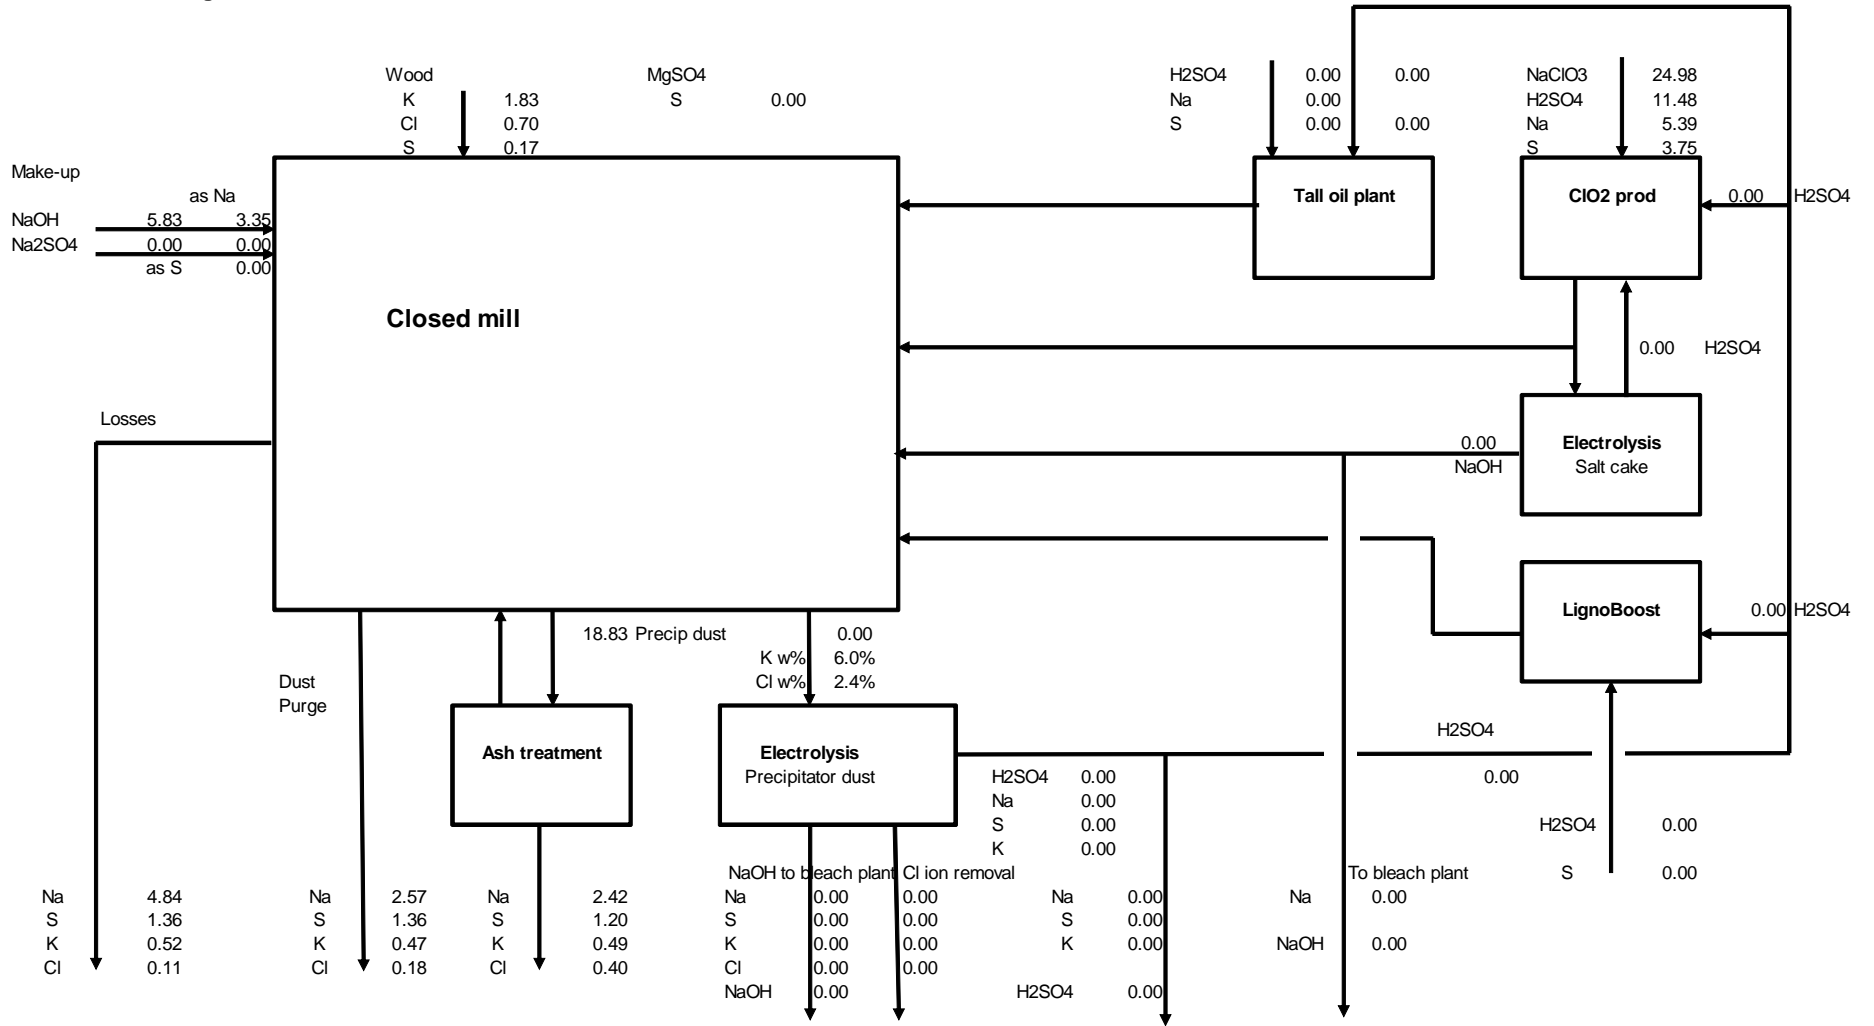 Wood MgSO4 H2SO4 0.00 0.00 NaClO3 24.98
K 1.83 S 0.00 Na 0.00 H2SO4 11.48
Cl 0.70 S 0.00 0.00 Na 5.39
S 0.17 S 3.75
Make-up
as Na Tall oil plant ClO2 prod 0.00 H2SO4
NaOH 5.83 3.35
Na2SO4 0.00 0.00
as S 0.00
Closed mill
0.00 H2SO4
Losses
0.00 Electrolysis
NaOH Salt cake
LignoBoost 0.00 H2SO4
18.83 Precip dust 0.00
K w% 6.0%
Dust Cl w% 2.4%
Purge
H2SO4
Ash treatment Electrolysis
Precipitator dust H2SO4 0.00 0.00
Na 0.00
S 0.00 H2SO4 0.00
K 0.00
NaOH to bleach plant Cl ion removal To bleach plant S 0.00
Na 4.84 Na 2.57 Na 2.42 Na 0.00 0.00 Na 0.00 Na 0.00
S 1.36 S 1.36 S 1.20 S 0.00 0.00 S 0.00
K 0.52 K 0.47 K 0.49 K 0.00 0.00 K 0.00 NaOH 0.00
Cl 0.11 Cl 0.18 Cl 0.40 Cl 0.00 0.00
NaOH 0.00 H2SO4 0.00